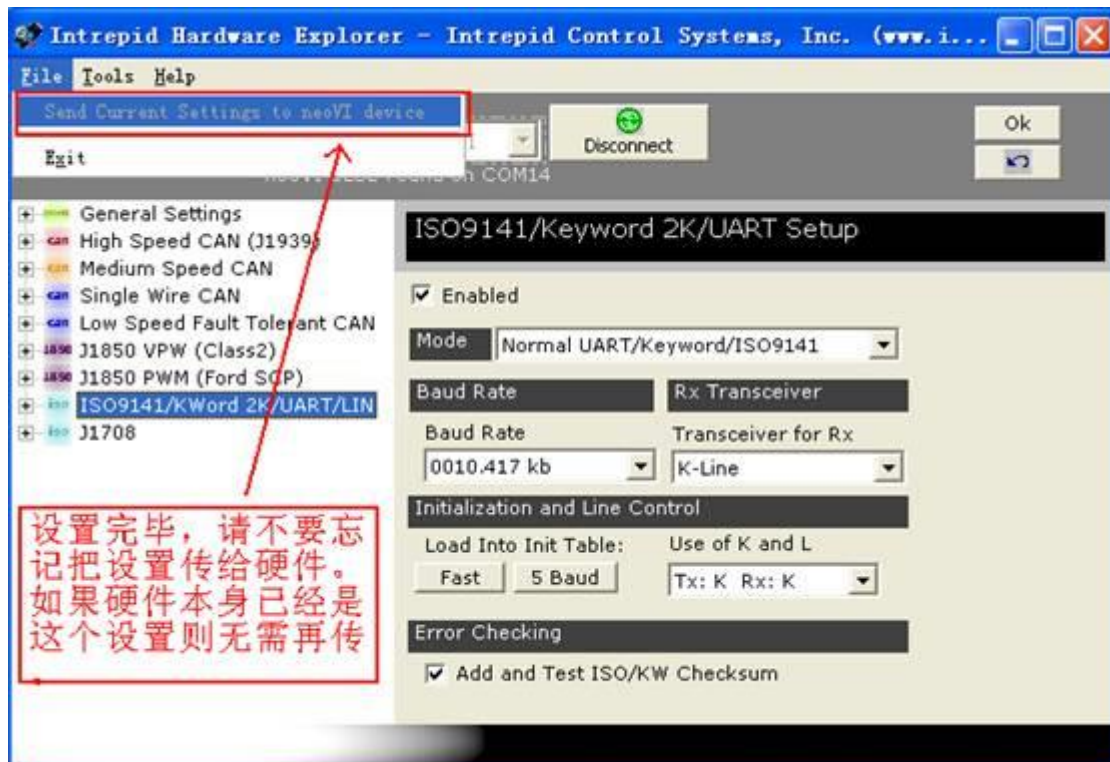 Intrepid Hardware Explorer - Intrepid Control Systems, Inc. (www.i...
File Tools Help
Send Current Settings to neoVI device
Exit
Disconnect
Ok
on COM14
General Settings
High Speed CAN (J1939)
Medium Speed CAN
Single Wire CAN
Low Speed Fault Tolerant CAN
J1850 VPW (Class2)
J1850 PWM (Ford SCP)
ISO9141/KWord 2K/UART/LIN
J1708
ISO9141/Keyword 2K/UART Setup
Enabled
Mode Normal UART/Keyword/ISO9141
Baud Rate Rx Transceiver
Baud Rate Transceiver for Rx
0010.417 kb K-Line
Initialization and Line Control
Load Into Init Table: Use of K and L
Fast 5 Baud Tx: K Rx: K
Error Checking
Add and Test ISO/KW Checksum
设置完毕，请不要忘
记把设置传给硬件。
如果硬件本身已经是
这个设置则无需再传
.